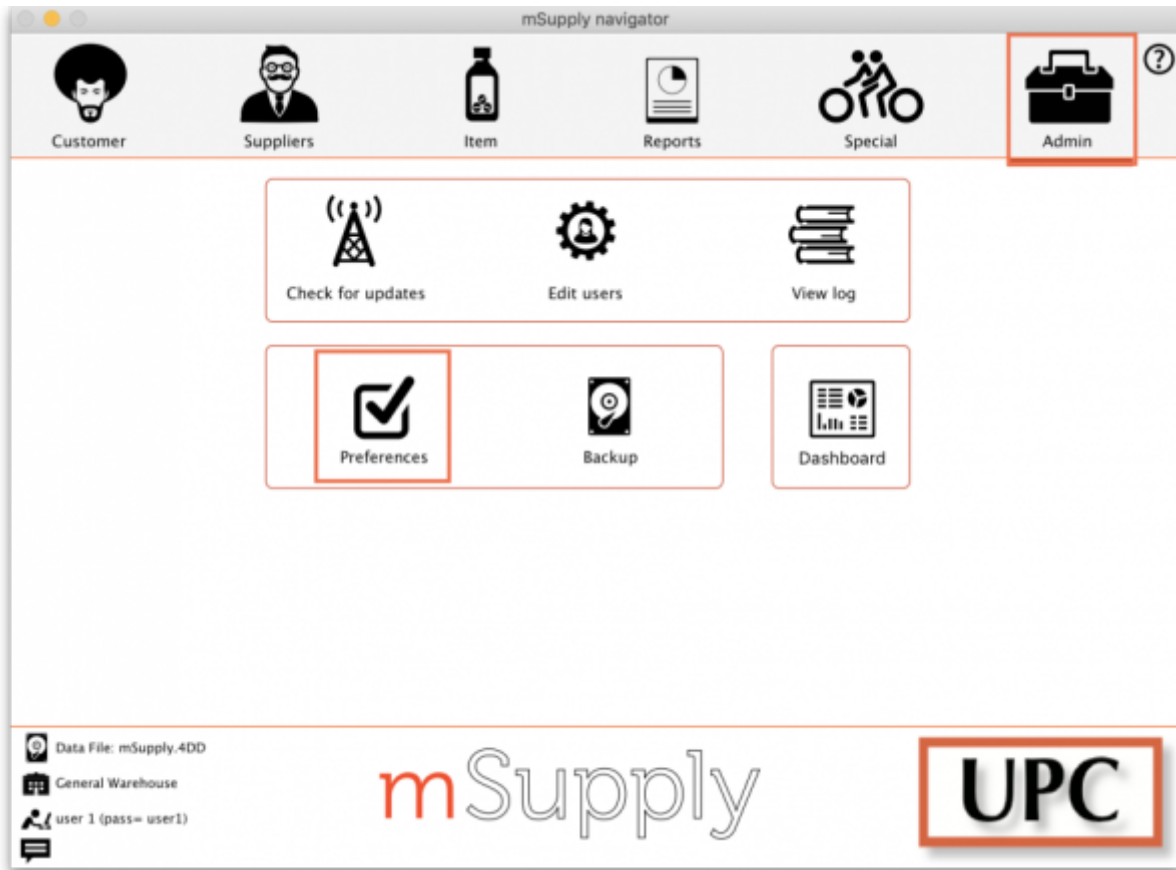 mSupply navigator
Customer Suppliers Item Reports Special Admin ?
Check for updates Edit users View log
Preferences Backup Dashboard
Data File: mSupply.4DD
General Warehouse
user 1 (pass= user1)
mSupply
UPC